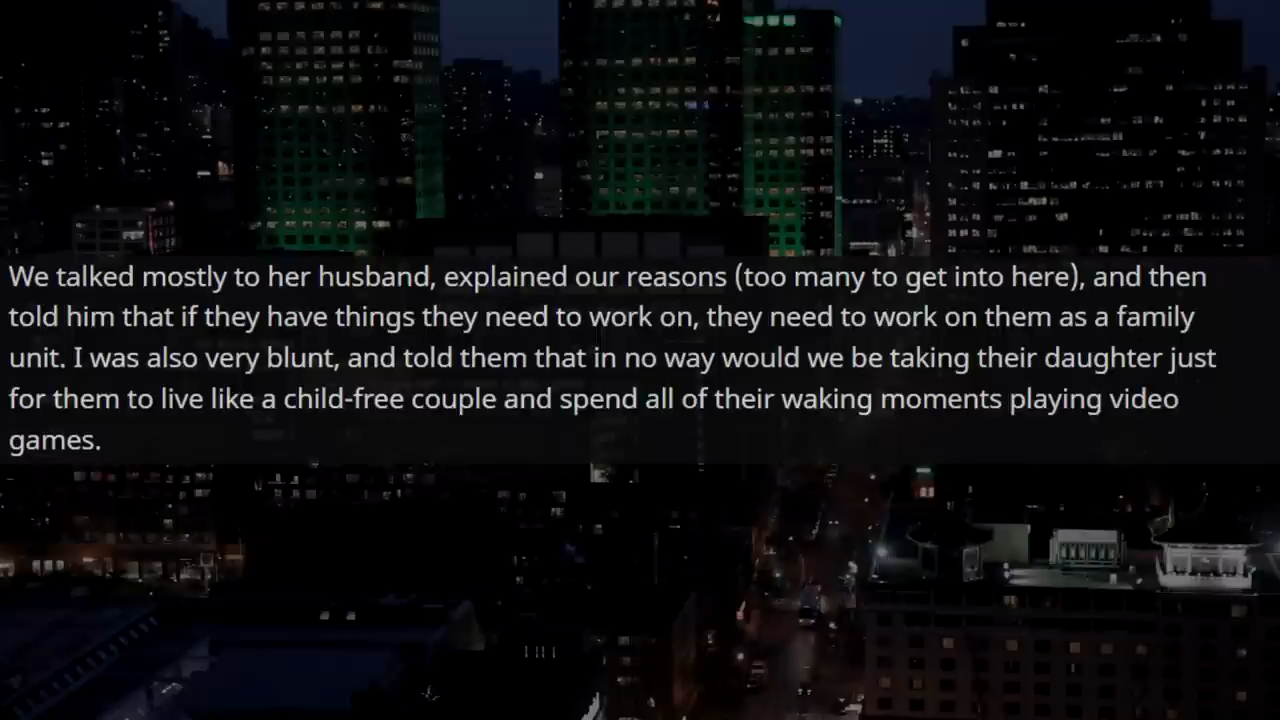 We talked mostly to her husband, explained our reasons (too many to get into here), and then
told him that if they have things they need to work on, they need to work on them as a family
unit. I was also very blunt, and told them that in no way would we be taking their daughter just
for them to live like a child-free couple and spend all of their waking moments playing video
games.